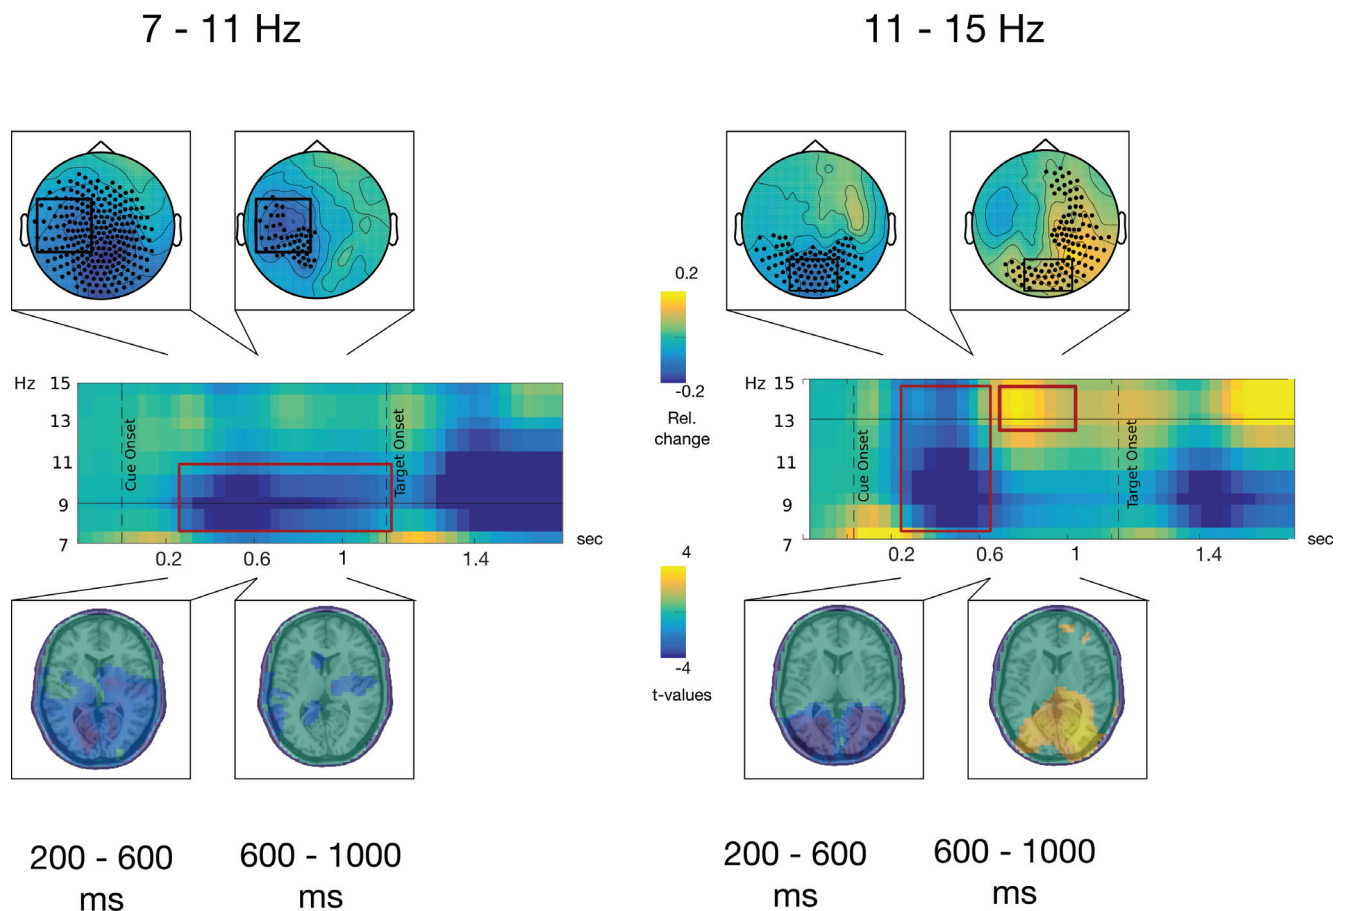 7 - 11 Hz
11 - 15 Hz
0.2
-0.2
Rel.
change
Hz
15
13
11
9
7
Cue Onset
Target Onset
0.2
0.6
1
1.4
sec
Hz
15
13
11
9
7
Cue Onset
Target Onset
0.2
0.6
1
1.4
sec
4
-4
t-values
200 - 600
ms
600 - 1000
ms
200 - 600
ms
600 - 1000
ms